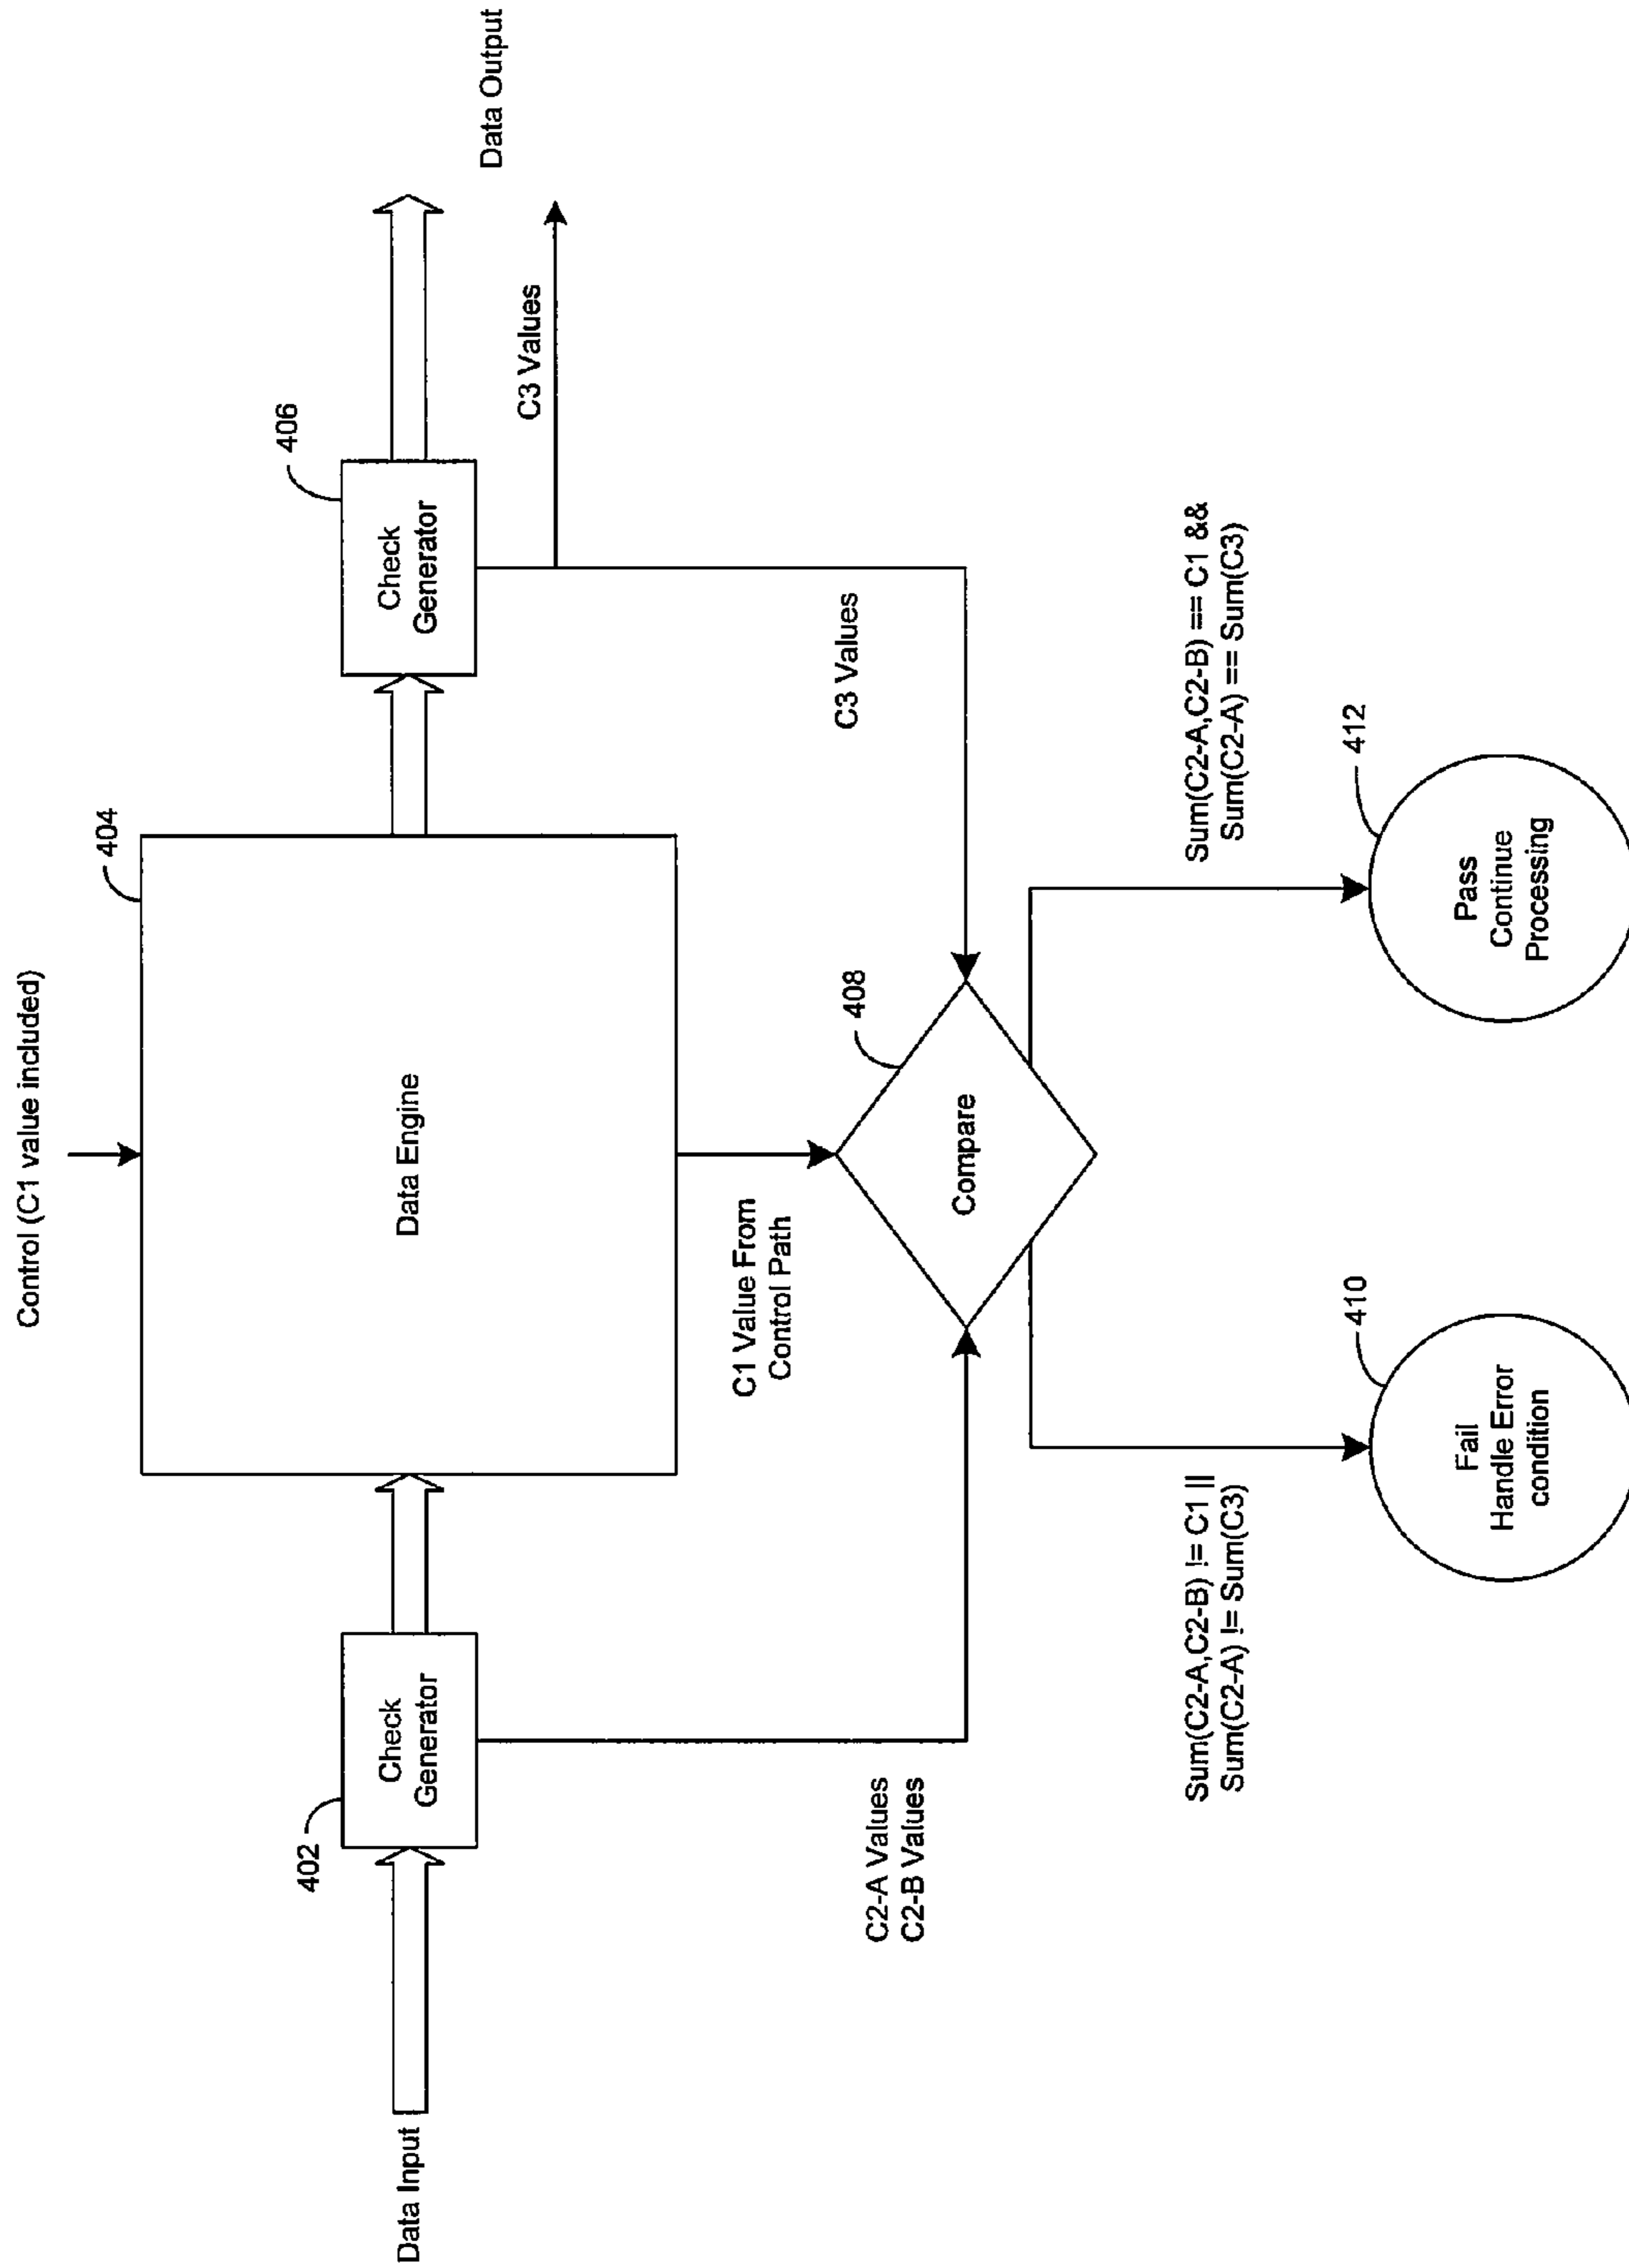 Control (C1 value included)
404
Data Engine
402
Check
Generator
406
Check
Generator
Data Input
Data Output
C3 Values
C1 Value From
Control Path
C2-A Values
C2-B Values
C3 Values
408
Compare
Sum(C2-A,C2-B) != C1 ||
Sum(C2-A) != Sum(C3)
Sum(C2-A,C2-B) == C1 &&
Sum(C2-A) == Sum(C3)
410
Fail
Handle Error
condition
412
Pass
Continue
Processing